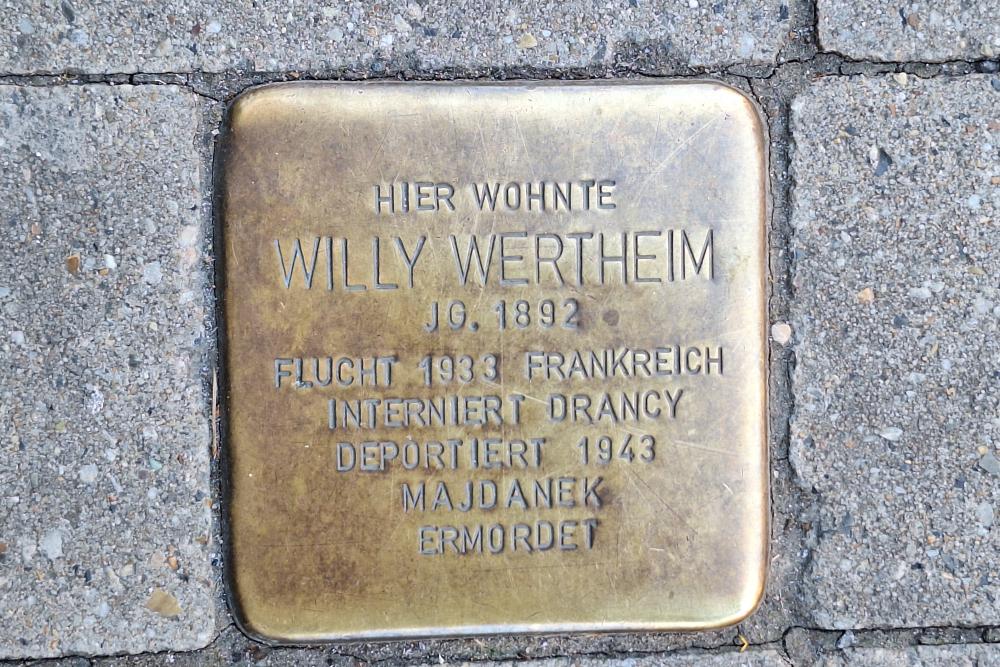 HIER WOHNTE
WILLY WERTHEIM
JG. 1892
FLUCHT 1933 FRANKREICH
INTERNIERT DRANCY
DEPORTIERT 1943
MAJDANEK
ERMORDET